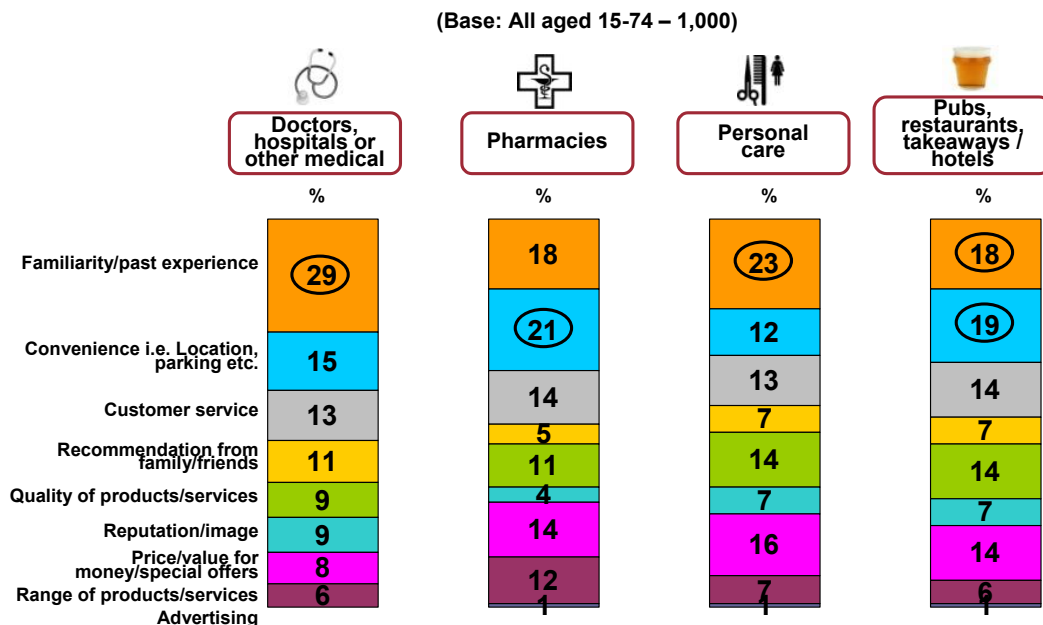 (Base: All aged 15-74 – 1,000)
Doctors,
hospitals or
other medical
Pharmacies
Personal
care
Pubs,
restaurants,
takeaways /
hotels
%
%
%
%
Familiarity/past experience
29
18
23
18
Convenience i.e. Location,
parking etc.
15
21
12
19
Customer service
13
14
13
14
Recommendation from
family/friends
11
5
7
7
Quality of products/services
9
11
14
14
Reputation/image
9
4
7
7
Price/value for
money/special offers
8
14
16
14
Range of products/services
6
12
7
6
Advertising
1
1
1